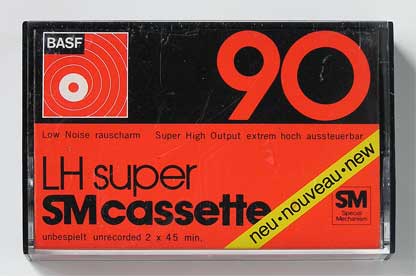 BASF
90
Low Noise rauscharm Super High Output extrem hoch aussteuerbar
LH super
SM cassette
neu·nouveau·new
SM
Special
Mechanism
unbespielt unrecorded 2 x 45 min.